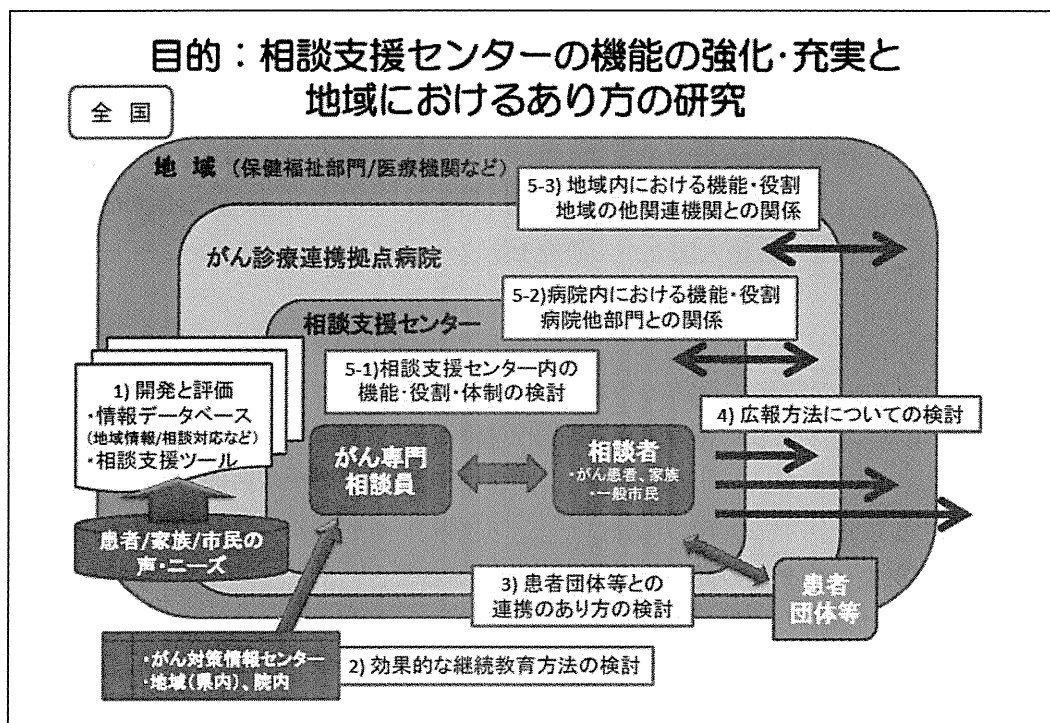 目的：相談支援センターの機能の強化・充実と
地域におけるあり方の研究
全国
地域（保健福祉部門/医療機関など）
5-3) 地域内における機能・役割
地域の他関連機関との関係
がん診療連携拠点病院
5-2)病院内における機能・役割
病院他部門との関係
相談支援センター
5-1)相談支援センター内の
機能・役割・体制の検討
1) 開発と評価
・情報データベース
（地域情報/相談対応など）
・相談支援ツール
4) 広報方法についての検討
がん専門
相談員
相談者
・がん患者、家族
・一般市民
患者/家族/市民の
声・ニーズ
3) 患者団体等との
連携のあり方の検討
患者
団体等
・がん対策情報センター
・地域（県内）、院内
2) 効果的な継続教育方法の検討